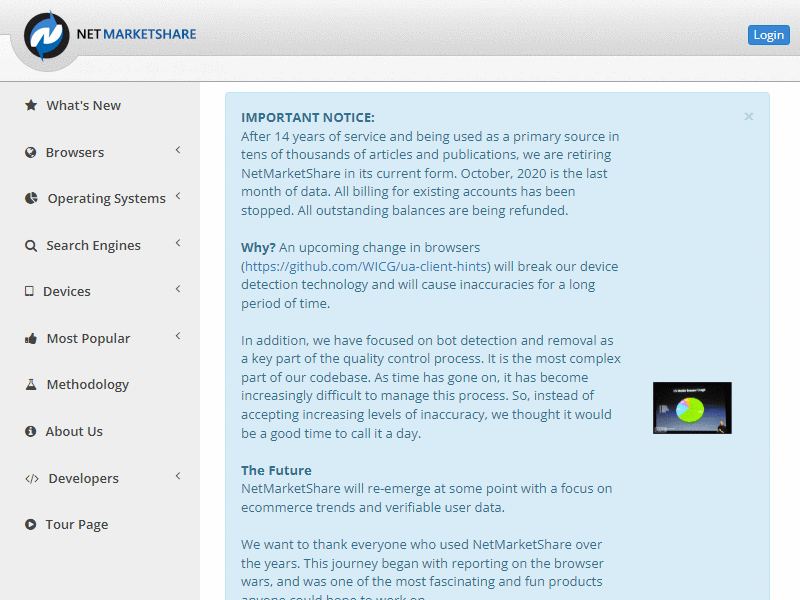 NETMARKETSHARE
Login
What's New
Browsers
Operating Systems
Search Engines
Devices
Most Popular
Methodology
About Us
Developers
Tour Page
IMPORTANT NOTICE:
After 14 years of service and being used as a primary source in
tens of thousands of articles and publications, we are retiring
NetMarketShare in its current form. October, 2020 is the last
month of data. All billing for existing accounts has been
stopped. All outstanding balances are being refunded.
Why? An upcoming change in browsers
(https://github.com/WICG/ua-client-hints) will break our device
detection technology and will cause inaccuracies for a long
period of time.
In addition, we have focused on bot detection and removal as
a key part of the quality control process. It is the most complex
part of our codebase. As time has gone on, it has become
increasingly difficult to manage this process. So, instead of
accepting increasing levels of inaccuracy, we thought it would
be a good time to call it a day.
The Future
NetMarketShare will re-emerge at some point with a focus on
ecommerce trends and verifiable user data.
We want to thank everyone who used NetMarketShare over
the years. This journey began with reporting on the browser
wars, and was one of the most fascinating and fun products
anyone could hope to work on.